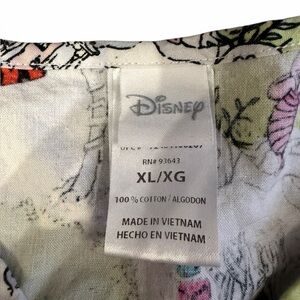 Disney
RN# 93643
XL/XG
100% COTTON / ALGODON
MADE IN VIETNAM
HECHO EN VIETNAM